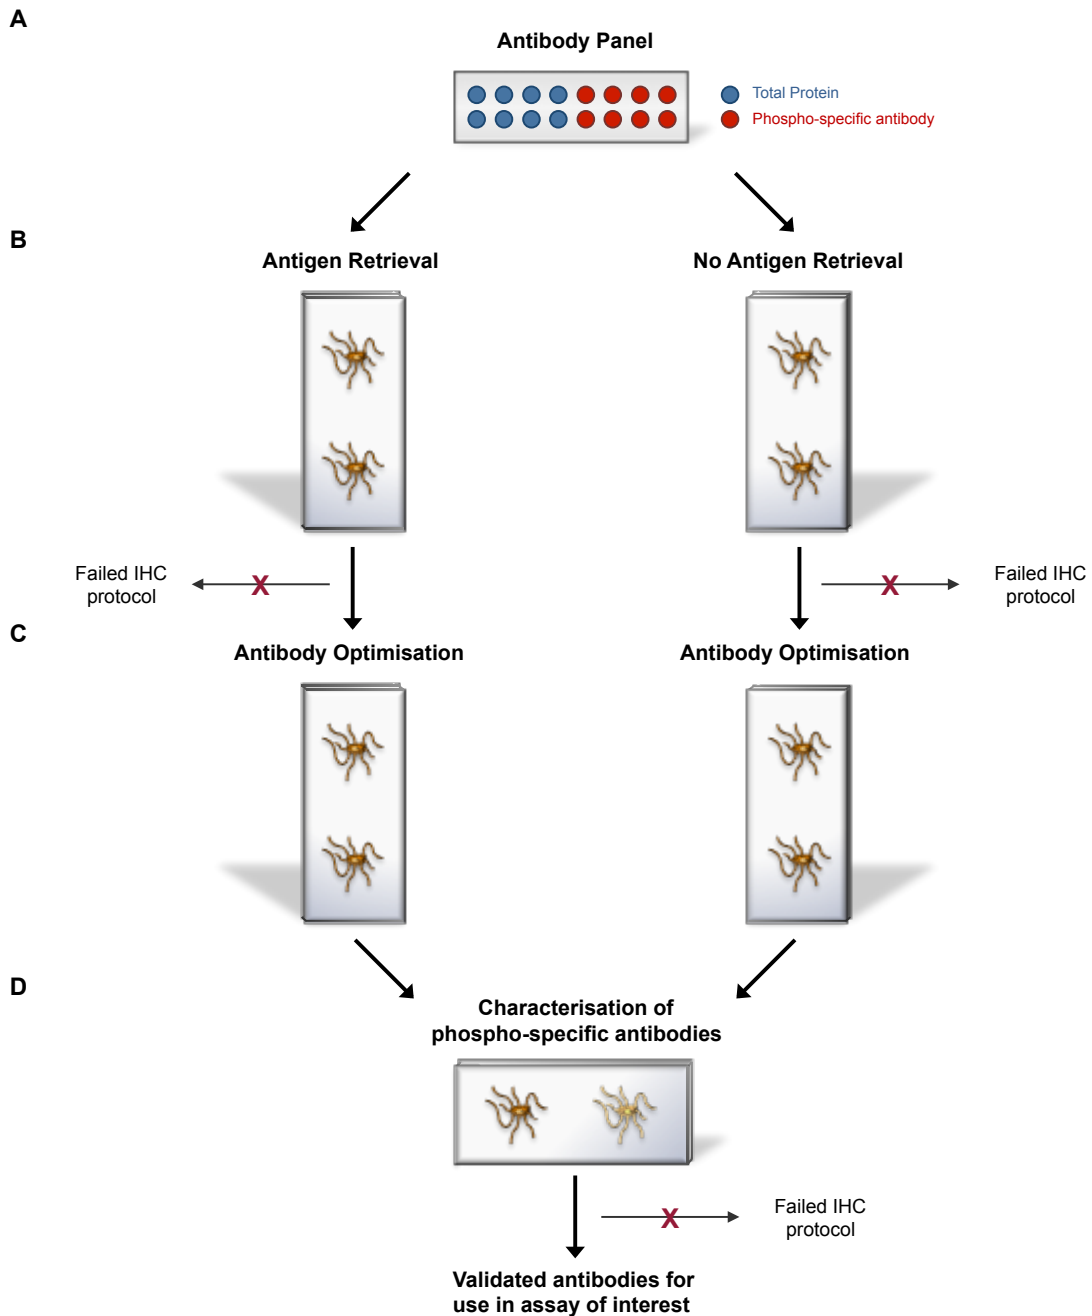 A
Antibody Panel
Total Protein
Phospho-specific antibody
B
Antigen Retrieval
No Antigen Retrieval
X
Failed IHC
protocol
X
Failed IHC
protocol
C
Antibody Optimisation
Antibody Optimisation
D
Characterisation of
phospho-specific antibodies
X
Failed IHC
protocol
Validated antibodies for
use in assay of interest